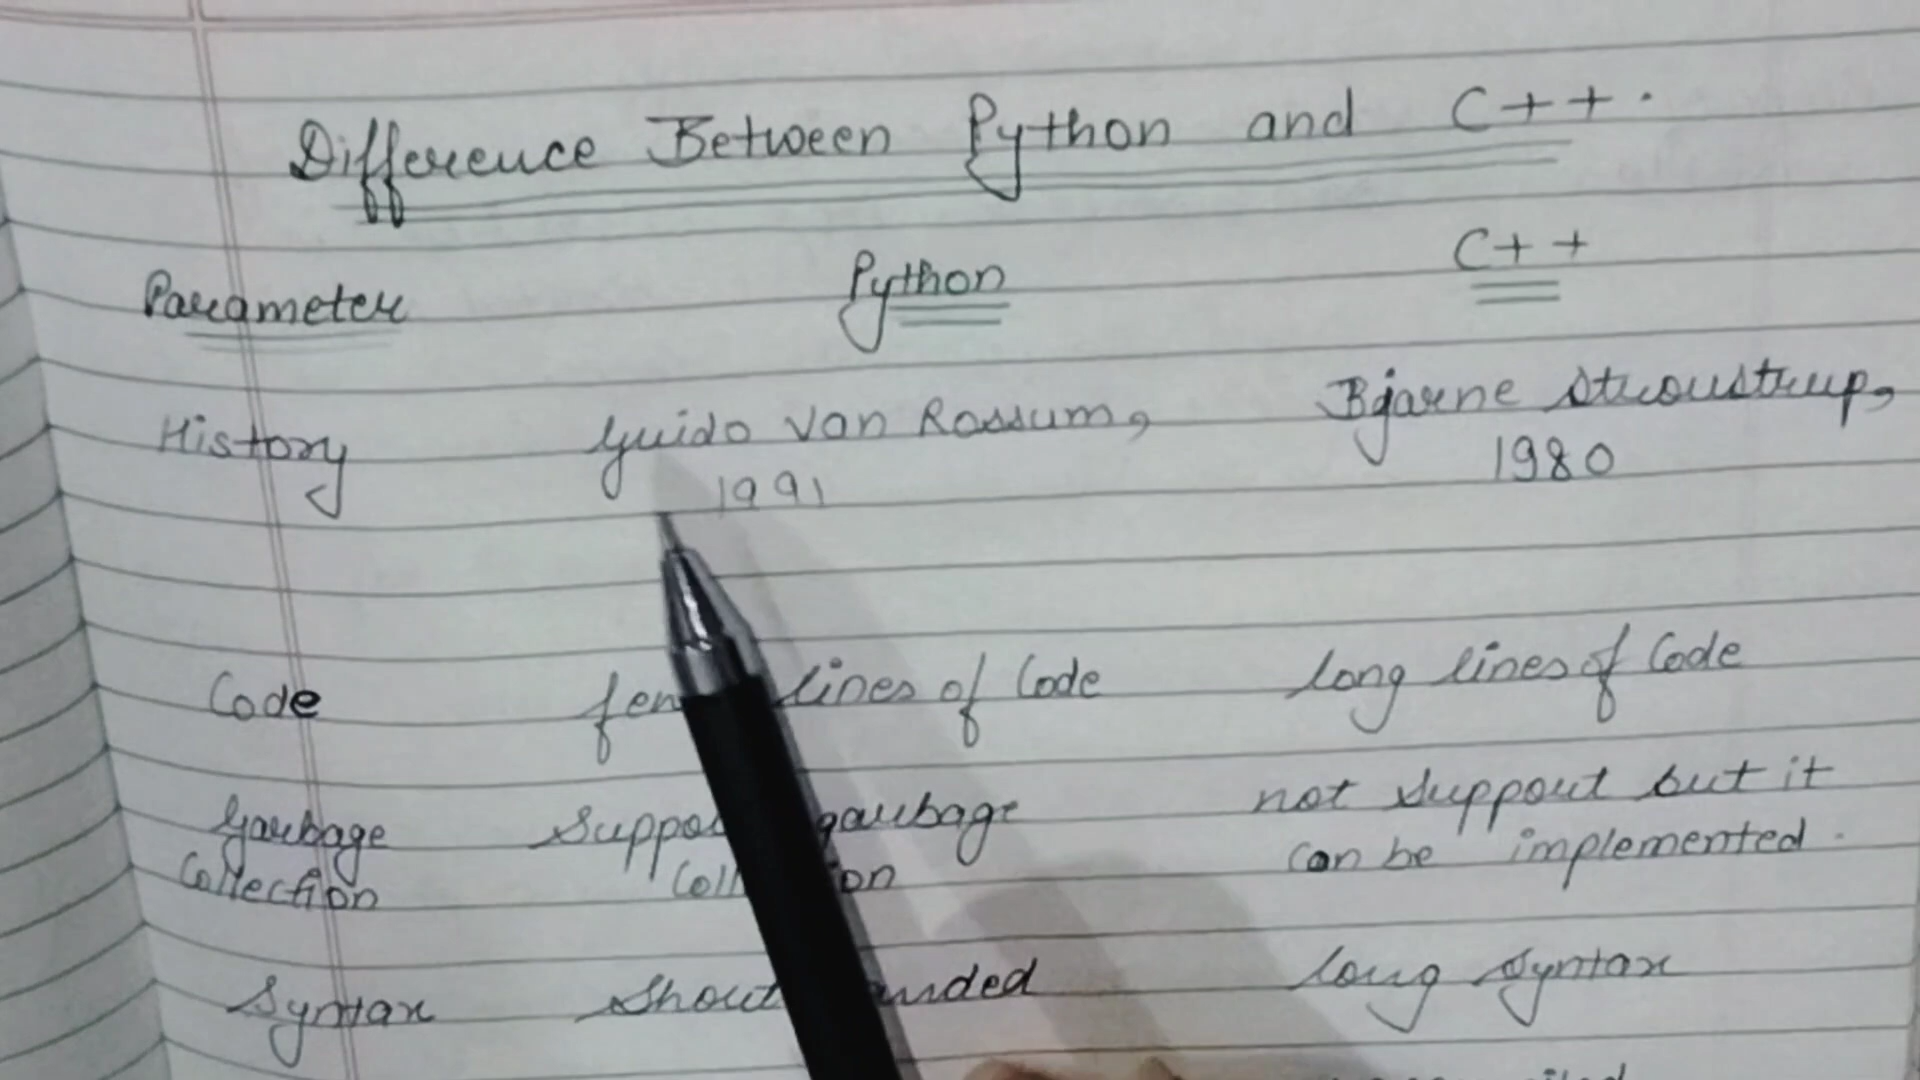 Difference Between Python and C++.
Parameter Python C++
History Guido Van Rossum, Bjarne Stroustrup,
1991 1980
Code lines of Code long lines of Code
Garbage garbage not support but it
Collection can be implemented.
Syntax long syntax